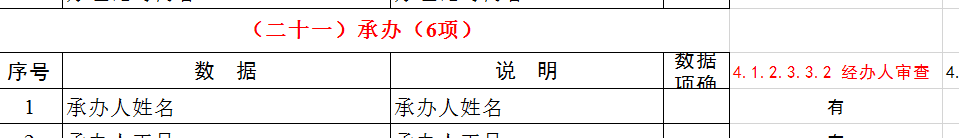 （二十一）承办（6项）
序号 数 据 说 明 数据项确 4.1.2.3.3.2 经办人审查 4.
1 承办人姓名 承办人姓名 有